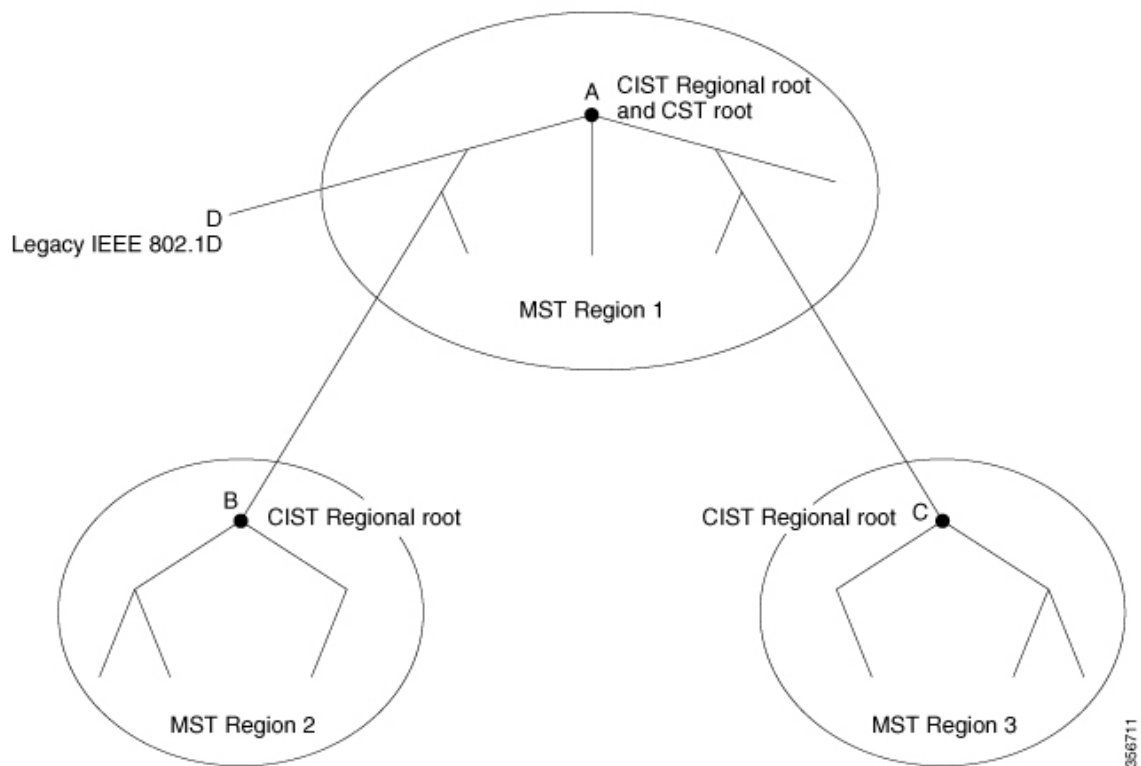 A
CIST Regional root
and CST root
D
Legacy IEEE 802.1D
MST Region 1
B
CIST Regional root
CIST Regional root
C
MST Region 2
MST Region 3
356711